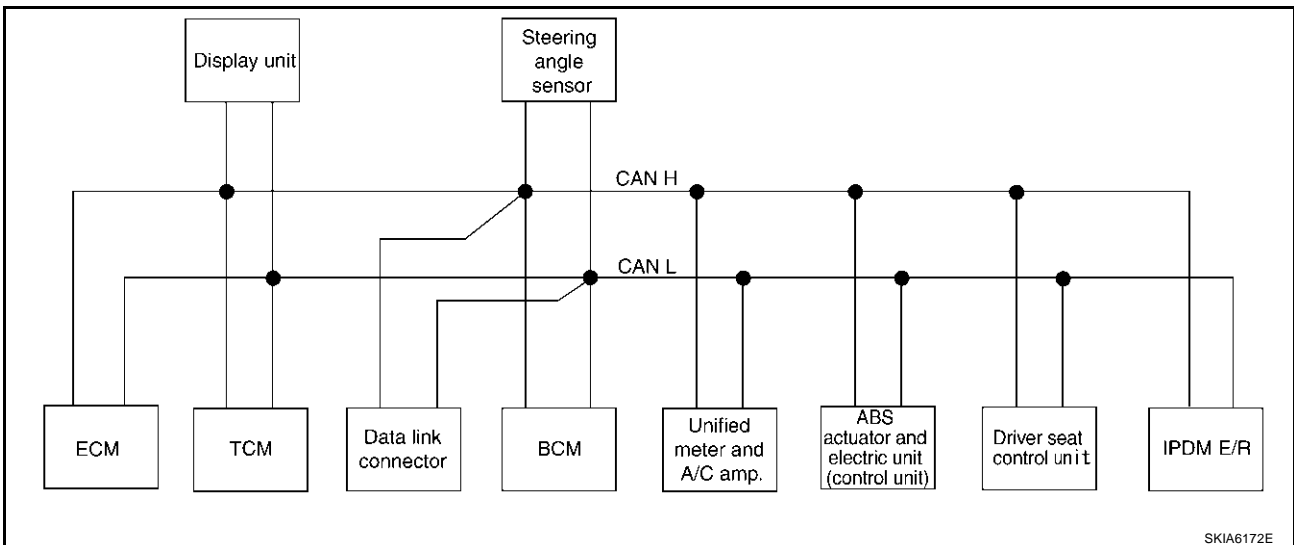 Display unit
Steering
angle
sensor
CAN H
CAN L
ECM
TCM
Data link
connector
BCM
Unified
meter and
A/C amp.
ABS
actuator and
electric unit
(control unit)
Driver seat
control unit
IPDM E/R
SKIA6172E